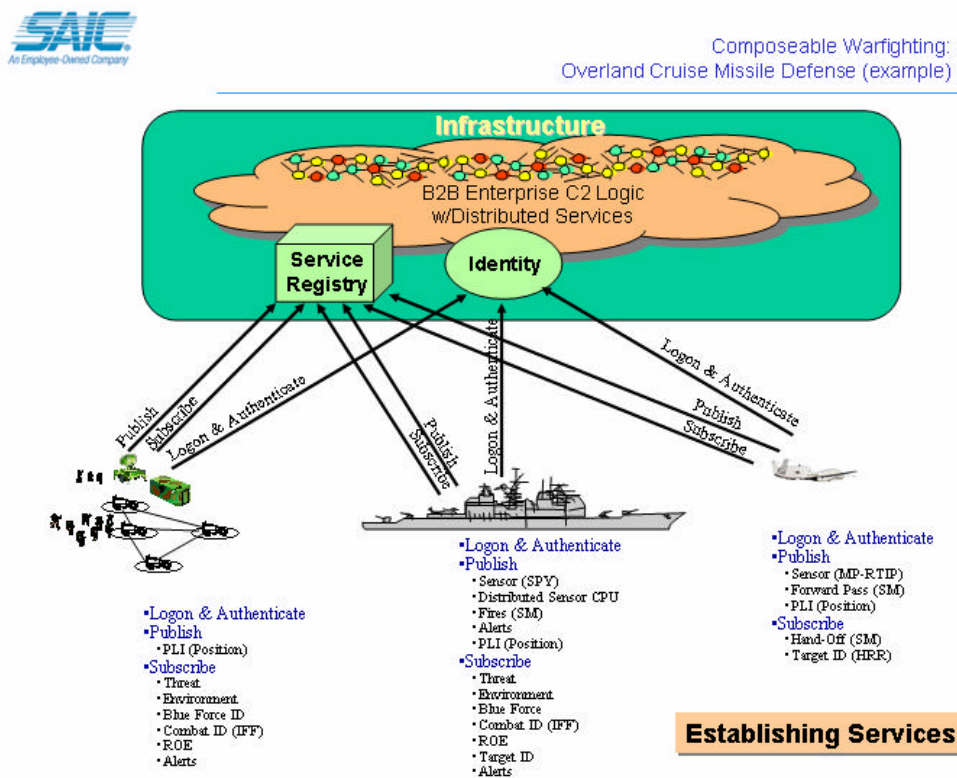 SAIC
An Employee-Owned Company
Composeable Warfighting:
Overland Cruise Missile Defense (example)
Infrastructure
B2B Enterprise C2 Logic
w/Distributed Services
Service
Registry
Identity
Publish
Subscribe
Logon & Authenticate
Publish
Subscribe
Logon & Authenticate
Logon & Authenticate
Publish
Subscribe
▪Logon & Authenticate
▪Publish
•PLI (Position)
▪Subscribe
•Threat
•Environment
•Blue Force ID
•Combat ID (IFF)
•ROE
•Alerts
▪Logon & Authenticate
▪Publish
•Sensor (SPY)
•Distributed Sensor CPU
•Fires (SM)
•Alerts
•PLI (Position)
▪Subscribe
•Threat
•Environment
•Blue Force
•Combat ID (IFF)
•ROE
•Target ID
•Alerts
▪Logon & Authenticate
▪Publish
•Sensor (MP-RTIP)
•Forward Pass (SM)
•PLI (Position)
▪Subscribe
•Hand-Off (SM)
•Target ID (HRR)
Establishing Services